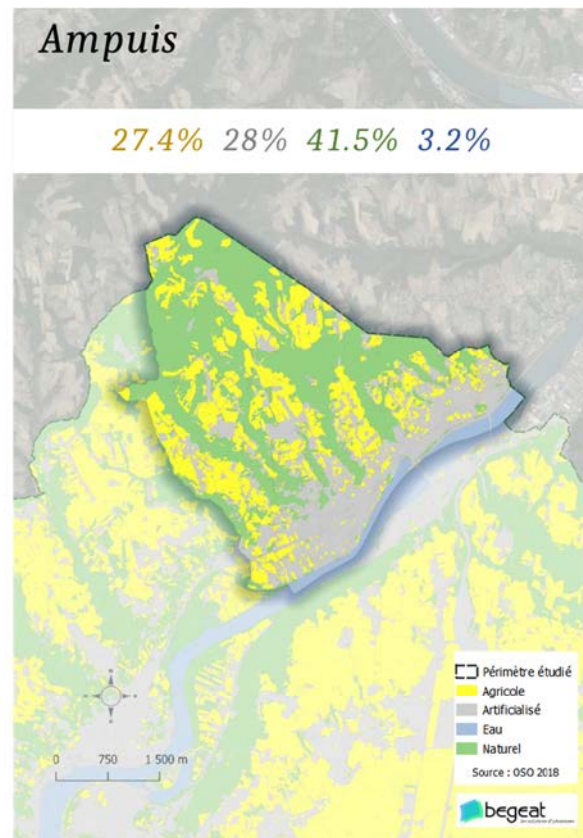 Ampuis
27.4% 28% 41.5% 3.2%
Périmètre étudié
Agricole
Artificialisé
Eau
Naturel
Source : OSO 2018
0 750 1 500 m
begeat